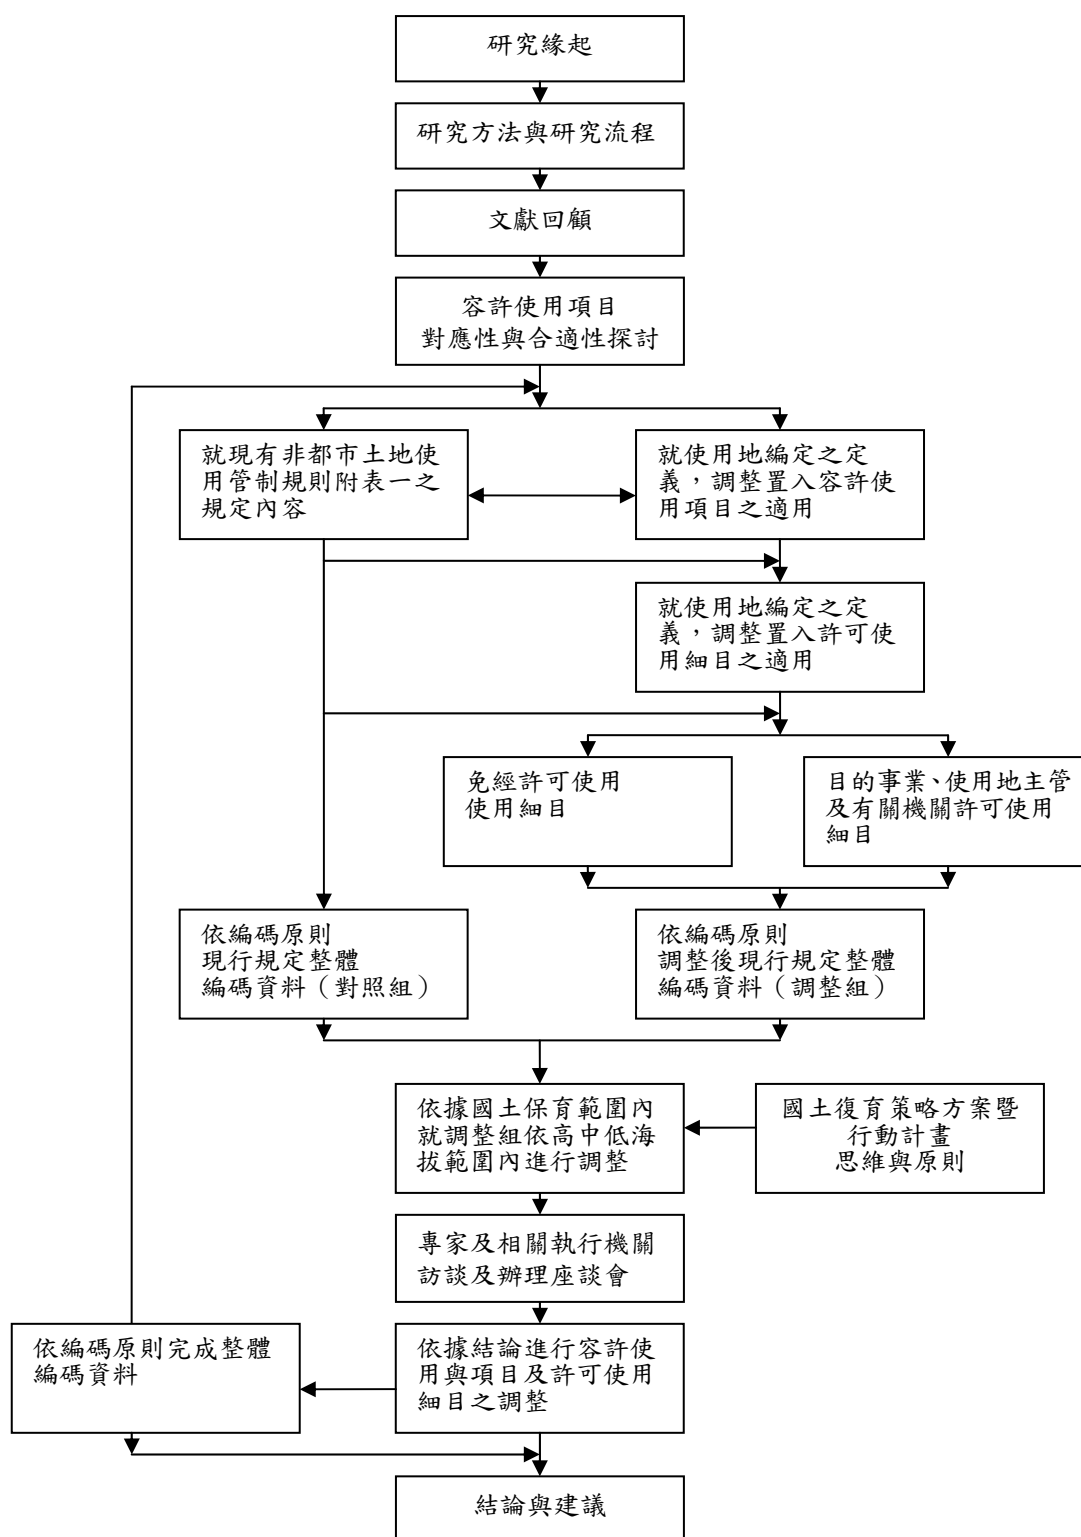 研究緣起
研究方法與研究流程
文獻回顧
容許使用項目
對應性與合適性探討
就現有非都市土地使
用管制規則附表一之
規定內容
就使用地編定之定
義，調整置入容許使
用項目之適用
就使用地編定之定
義，調整置入許可使
用細目之適用
免經許可使用
使用細目
目的事業、使用地主管
及有關機關許可使用
細目
依編碼原則
現行規定整體
編碼資料（對照組）
依編碼原則
調整後現行規定整體
編碼資料（調整組）
依據國土保育範圍內
就調整組依高中低海
拔範圍內進行調整
國土復育策略方案暨
行動計畫
思維與原則
專家及相關執行機關
訪談及辦理座談會
依編碼原則完成整體
編碼資料
依據結論進行容許使
用與項目及許可使用
細目之調整
結論與建議